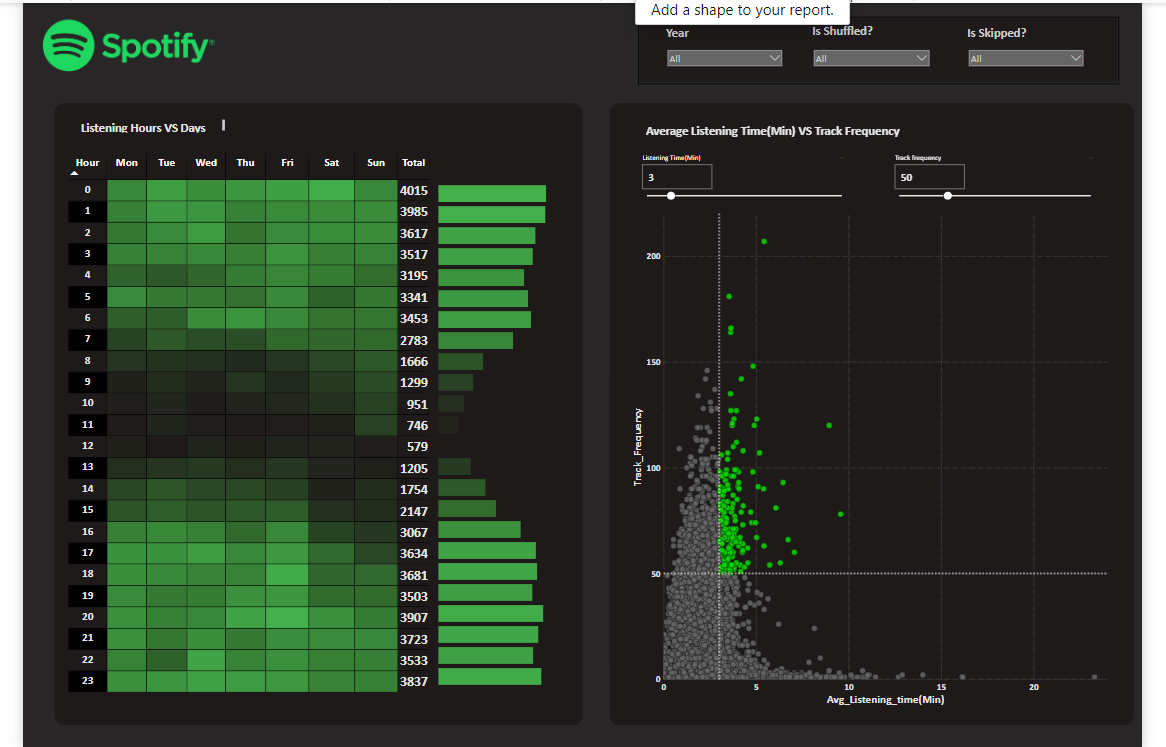 Add a shape to your report.
Spotify®
Year Is Shuffled? Is Skipped?
All All All
Listening Hours VS Days
Hour Mon Tue Wed Thu Fri Sat Sun Total
0 4015
1 3985
2 3617
3 3517
4 3195
5 3341
6 3453
7 2783
8 1666
9 1299
10 951
11 746
12 579
13 1205
14 1754
15 2147
16 3067
17 3634
18 3681
19 3503
20 3907
21 3723
22 3533
23 3837
Average Listening Time(Min) VS Track Frequency
Listening Time(Min) Track frequency
3 50
Track_Frequency
200
150
100
50
0
0 5 10 15 20
Avg_Listening_time(Min)